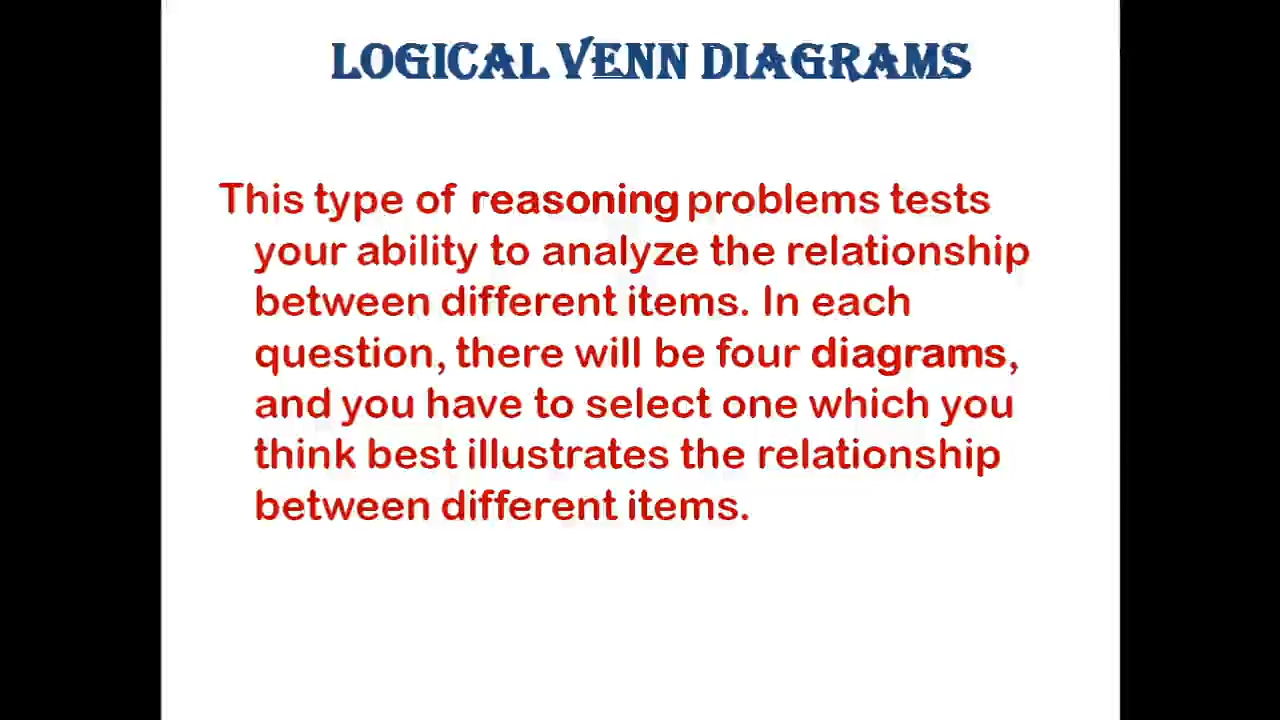 LOGICAL VENN DIAGRAMS
This type of reasoning problems tests
your ability to analyze the relationship
between different items. In each
question, there will be four diagrams,
and you have to select one which you
think best illustrates the relationship
between different items.